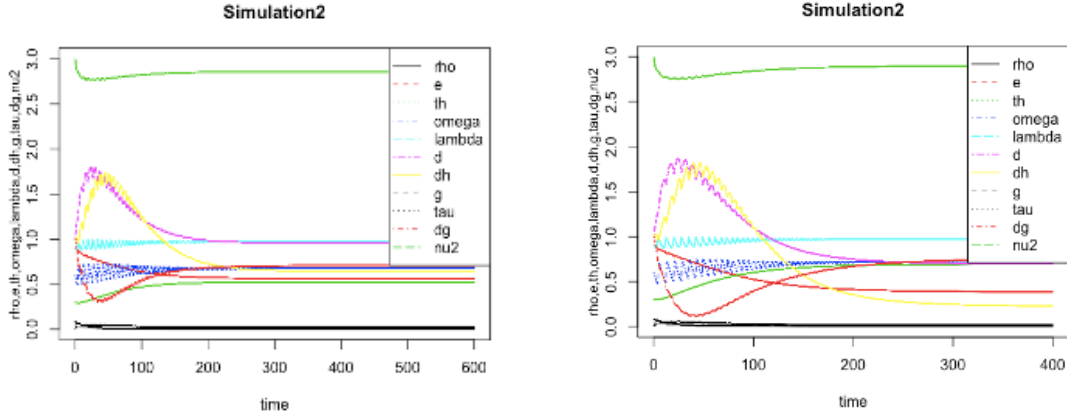 Simulation2
rho,e,th,omega,lambda,d,dh,g,tau,dg,nu2
3.0
2.5
2.0
1.5
1.0
0.5
0.0
0 100 200 300 400 500 600
time
rho
e
th
omega
lambda
d
dh
g
tau
dg
nu2
Simulation2
rho,e,th,omega,lambda,d,dh,g,tau,dg,nu2
3.0
2.5
2.0
1.5
1.0
0.5
0.0
0 100 200 300 400
time
rho
e
th
omega
lambda
d
dh
g
tau
dg
nu2